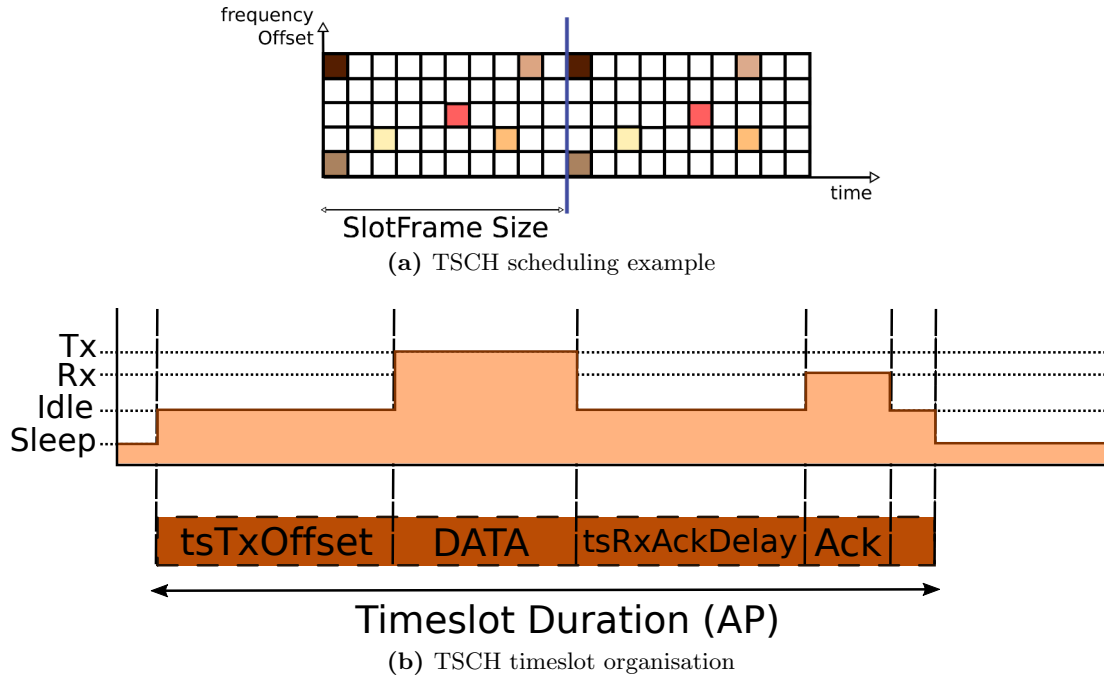 frequency
Offset
time
SlotFrame Size
(a) TSCH scheduling example
Tx
Rx
Idle
Sleep
tsTxOffset DATA tsRxAckDelay Ack
Timeslot Duration (AP)
(b) TSCH timeslot organisation